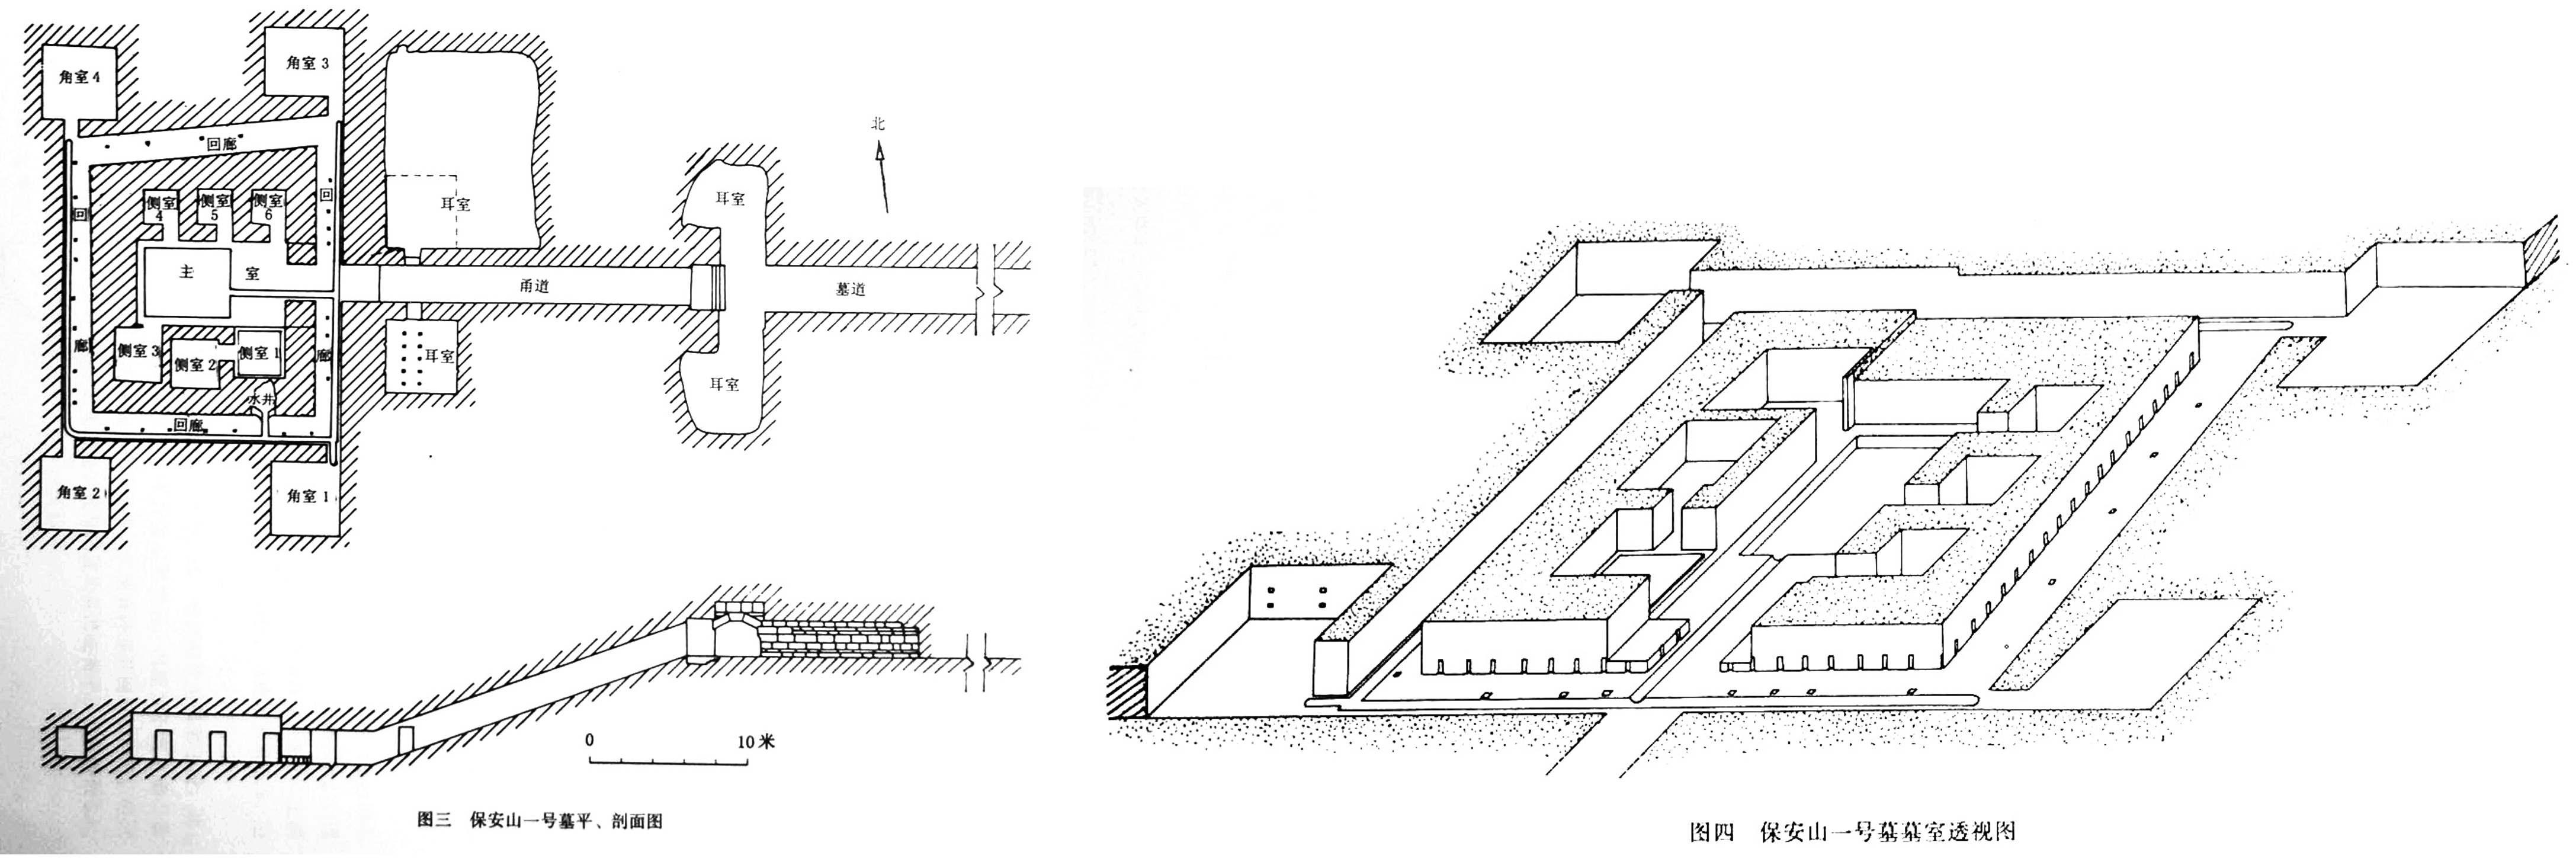 角室 4
角室 3
回廊
北
侧室
4
侧室
5
侧室
6
回
回
耳室
耳室
主
室
甬道
墓道
廊
侧室 3
侧室 2
侧室 1
廊
耳室
耳室
水井
回廊
角室 2
角室 1
0
10 米
图三 保安山一号墓平、剖面图
图四 保安山一号墓墓室透视图